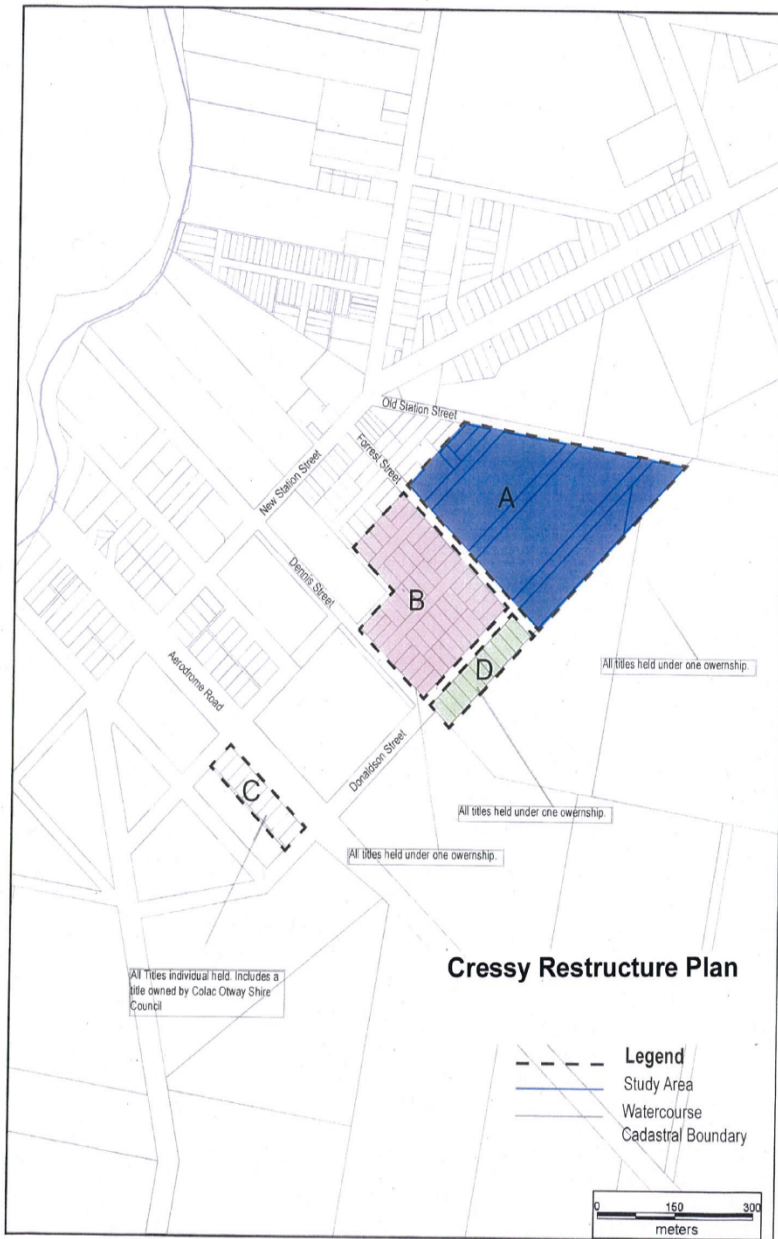 Old Station Street
Forrest Street
New Station Street
A
Dennis Street
B
All titles held under one owernship.
D
Aerodrome Road
Donaldson Street
C
All titles held under one owernship.
All titles held under one owernship.
All Titles individual held. Includes a
title owned by Colac Otway Shire
Council
Cressy Restructure Plan
Legend
Study Area
Watercourse
Cadastral Boundary
0 150 300
meters